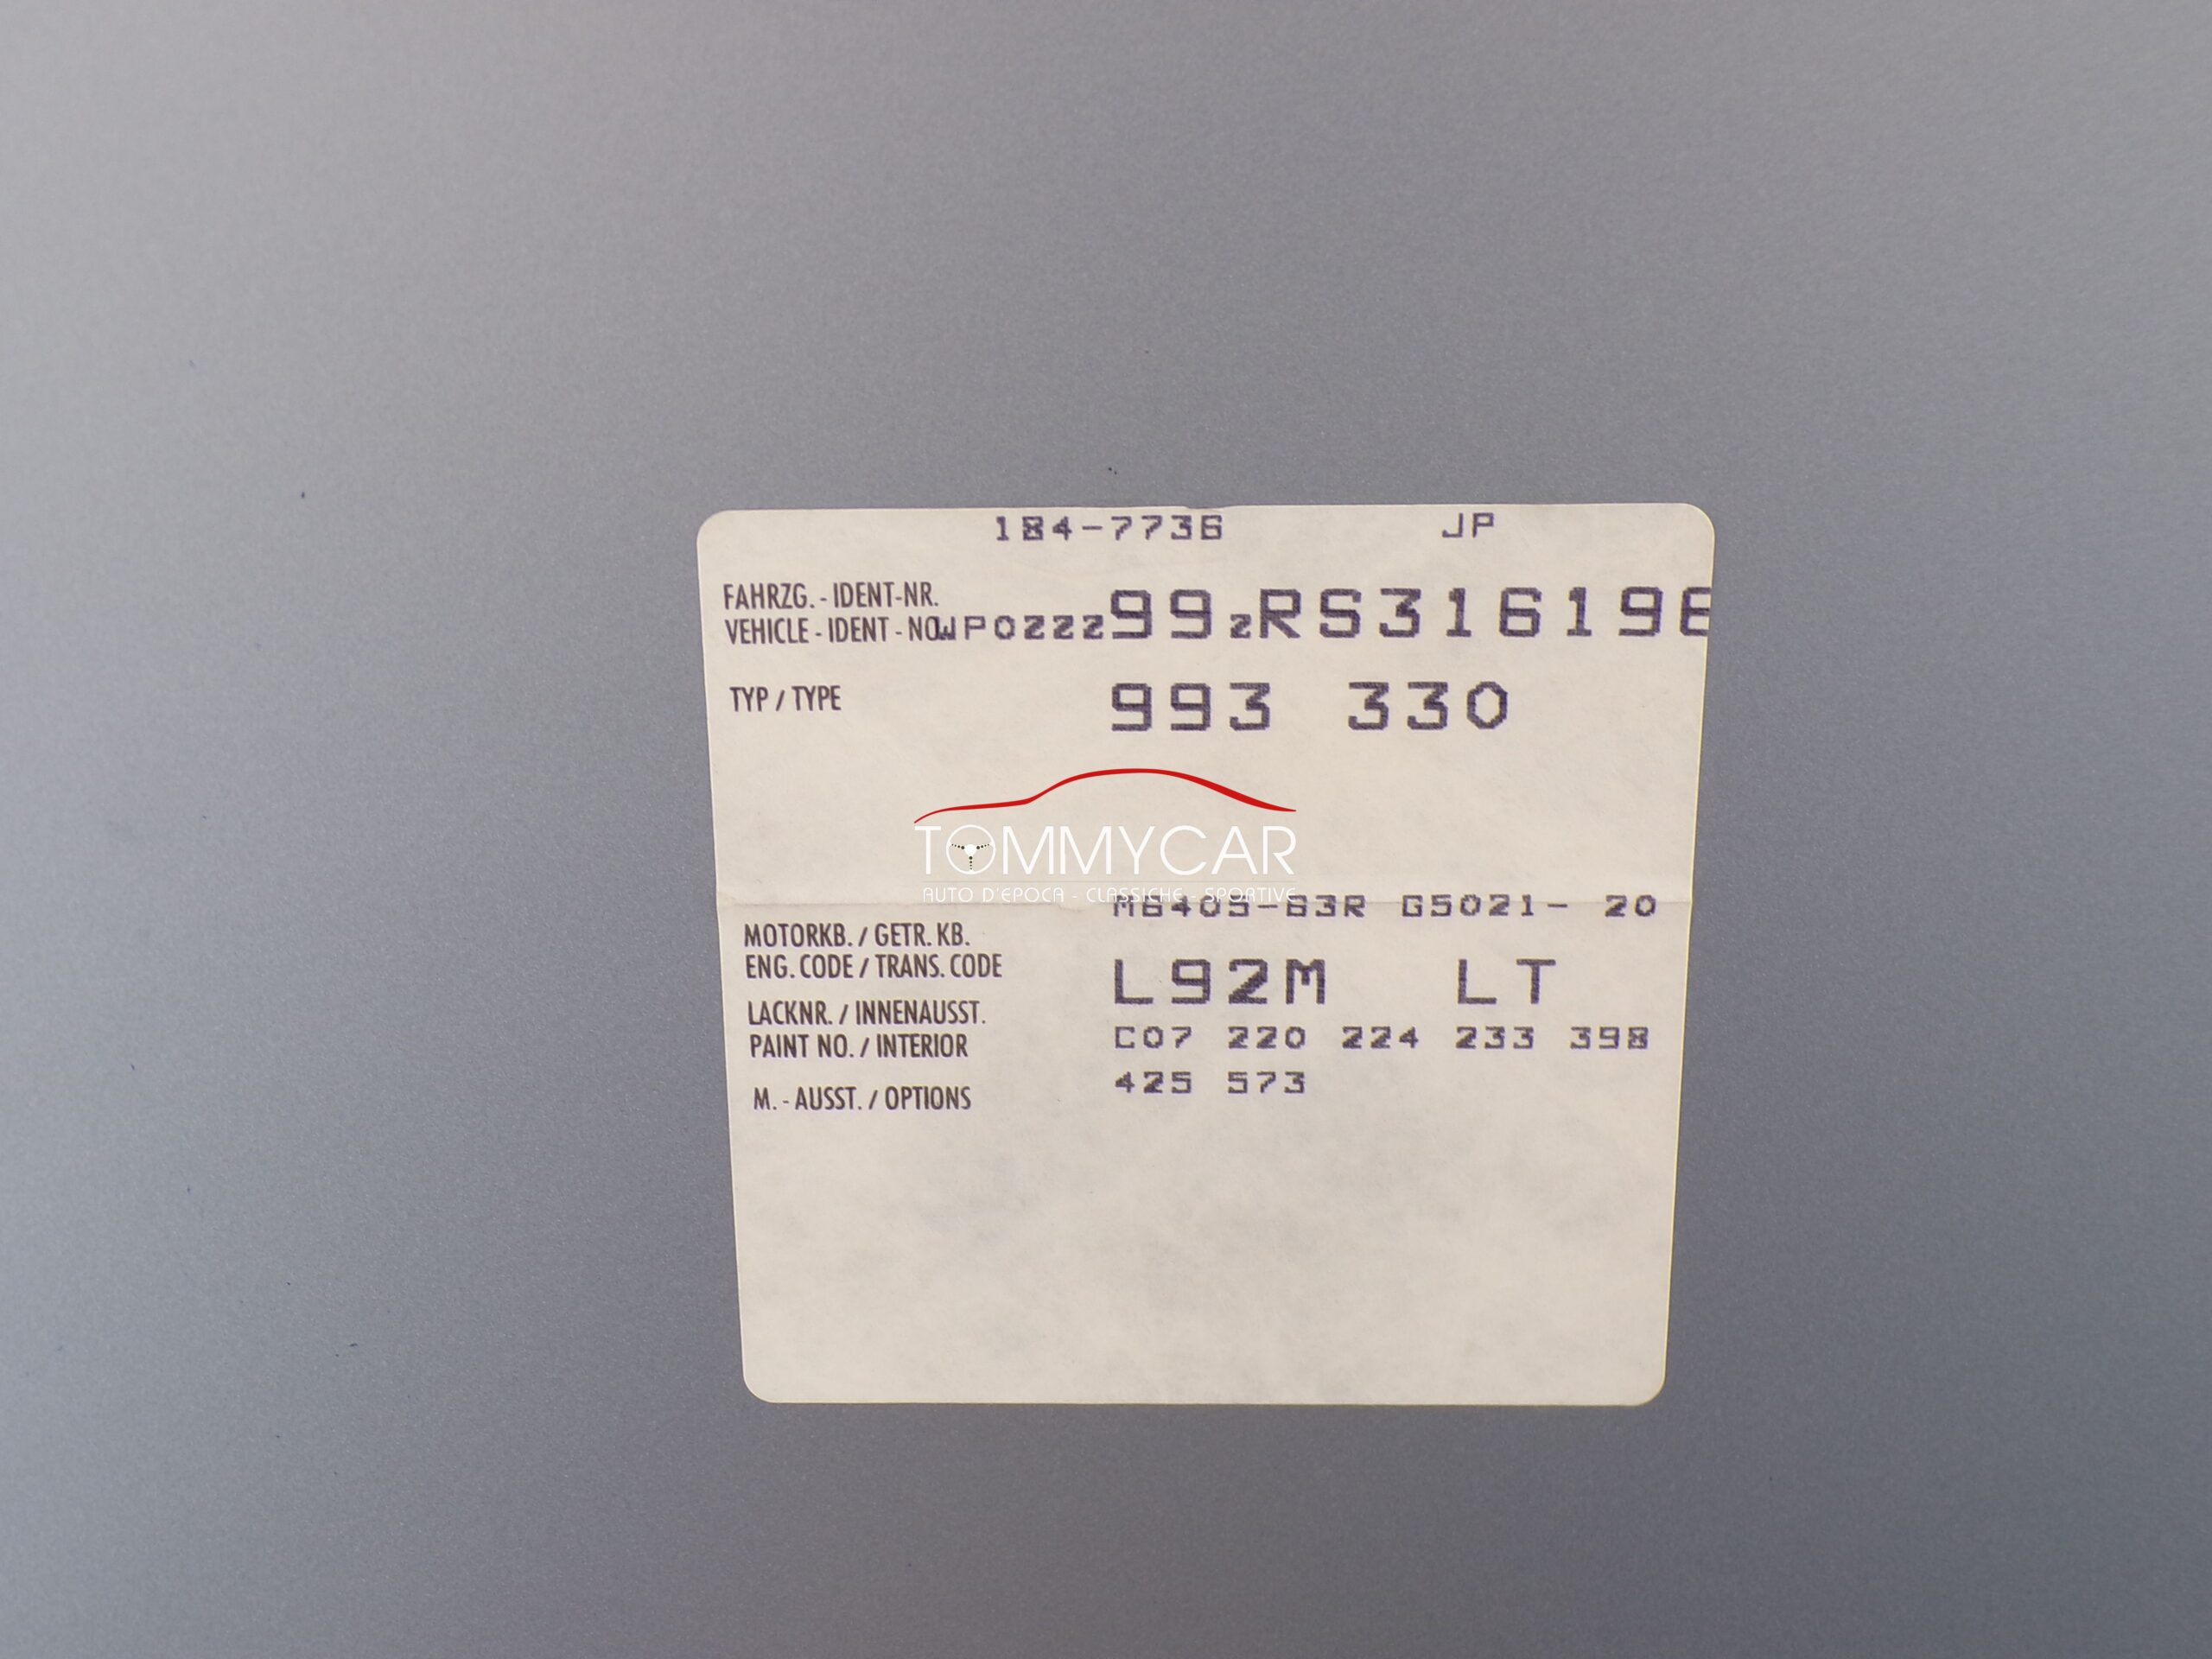 184-7736 JP
FAHRZG. - IDENT-NR.
VEHICLE - IDENT - NO. WP0ZZZ99ZRS316196
TYP / TYPE 993 330
TOMMYCAR
AUTO D'EPOCA - CLASSICHE - SPORTIVE
M6405-63R G5021- 20
MOTORKB. / GETR. KB.
ENG. CODE / TRANS. CODE
L92M LT
LACKNR. / INNENAUSST.
PAINT NO. / INTERIOR
C07 220 224 233 398
M. - AUSST. / OPTIONS
425 573